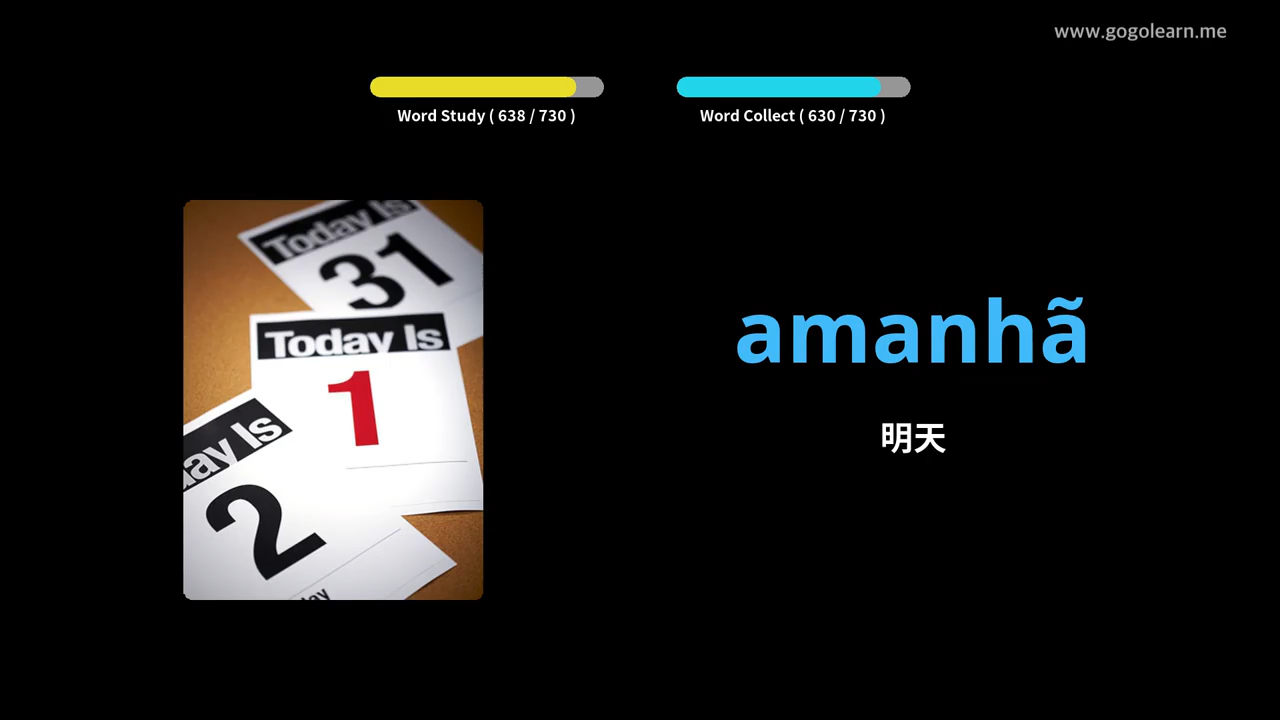 www.gogolearn.me
Word Study ( 638 / 730 )
Word Collect ( 630 / 730 )
Today Is
31
Today Is
1
day Is
2
amanhã
明天